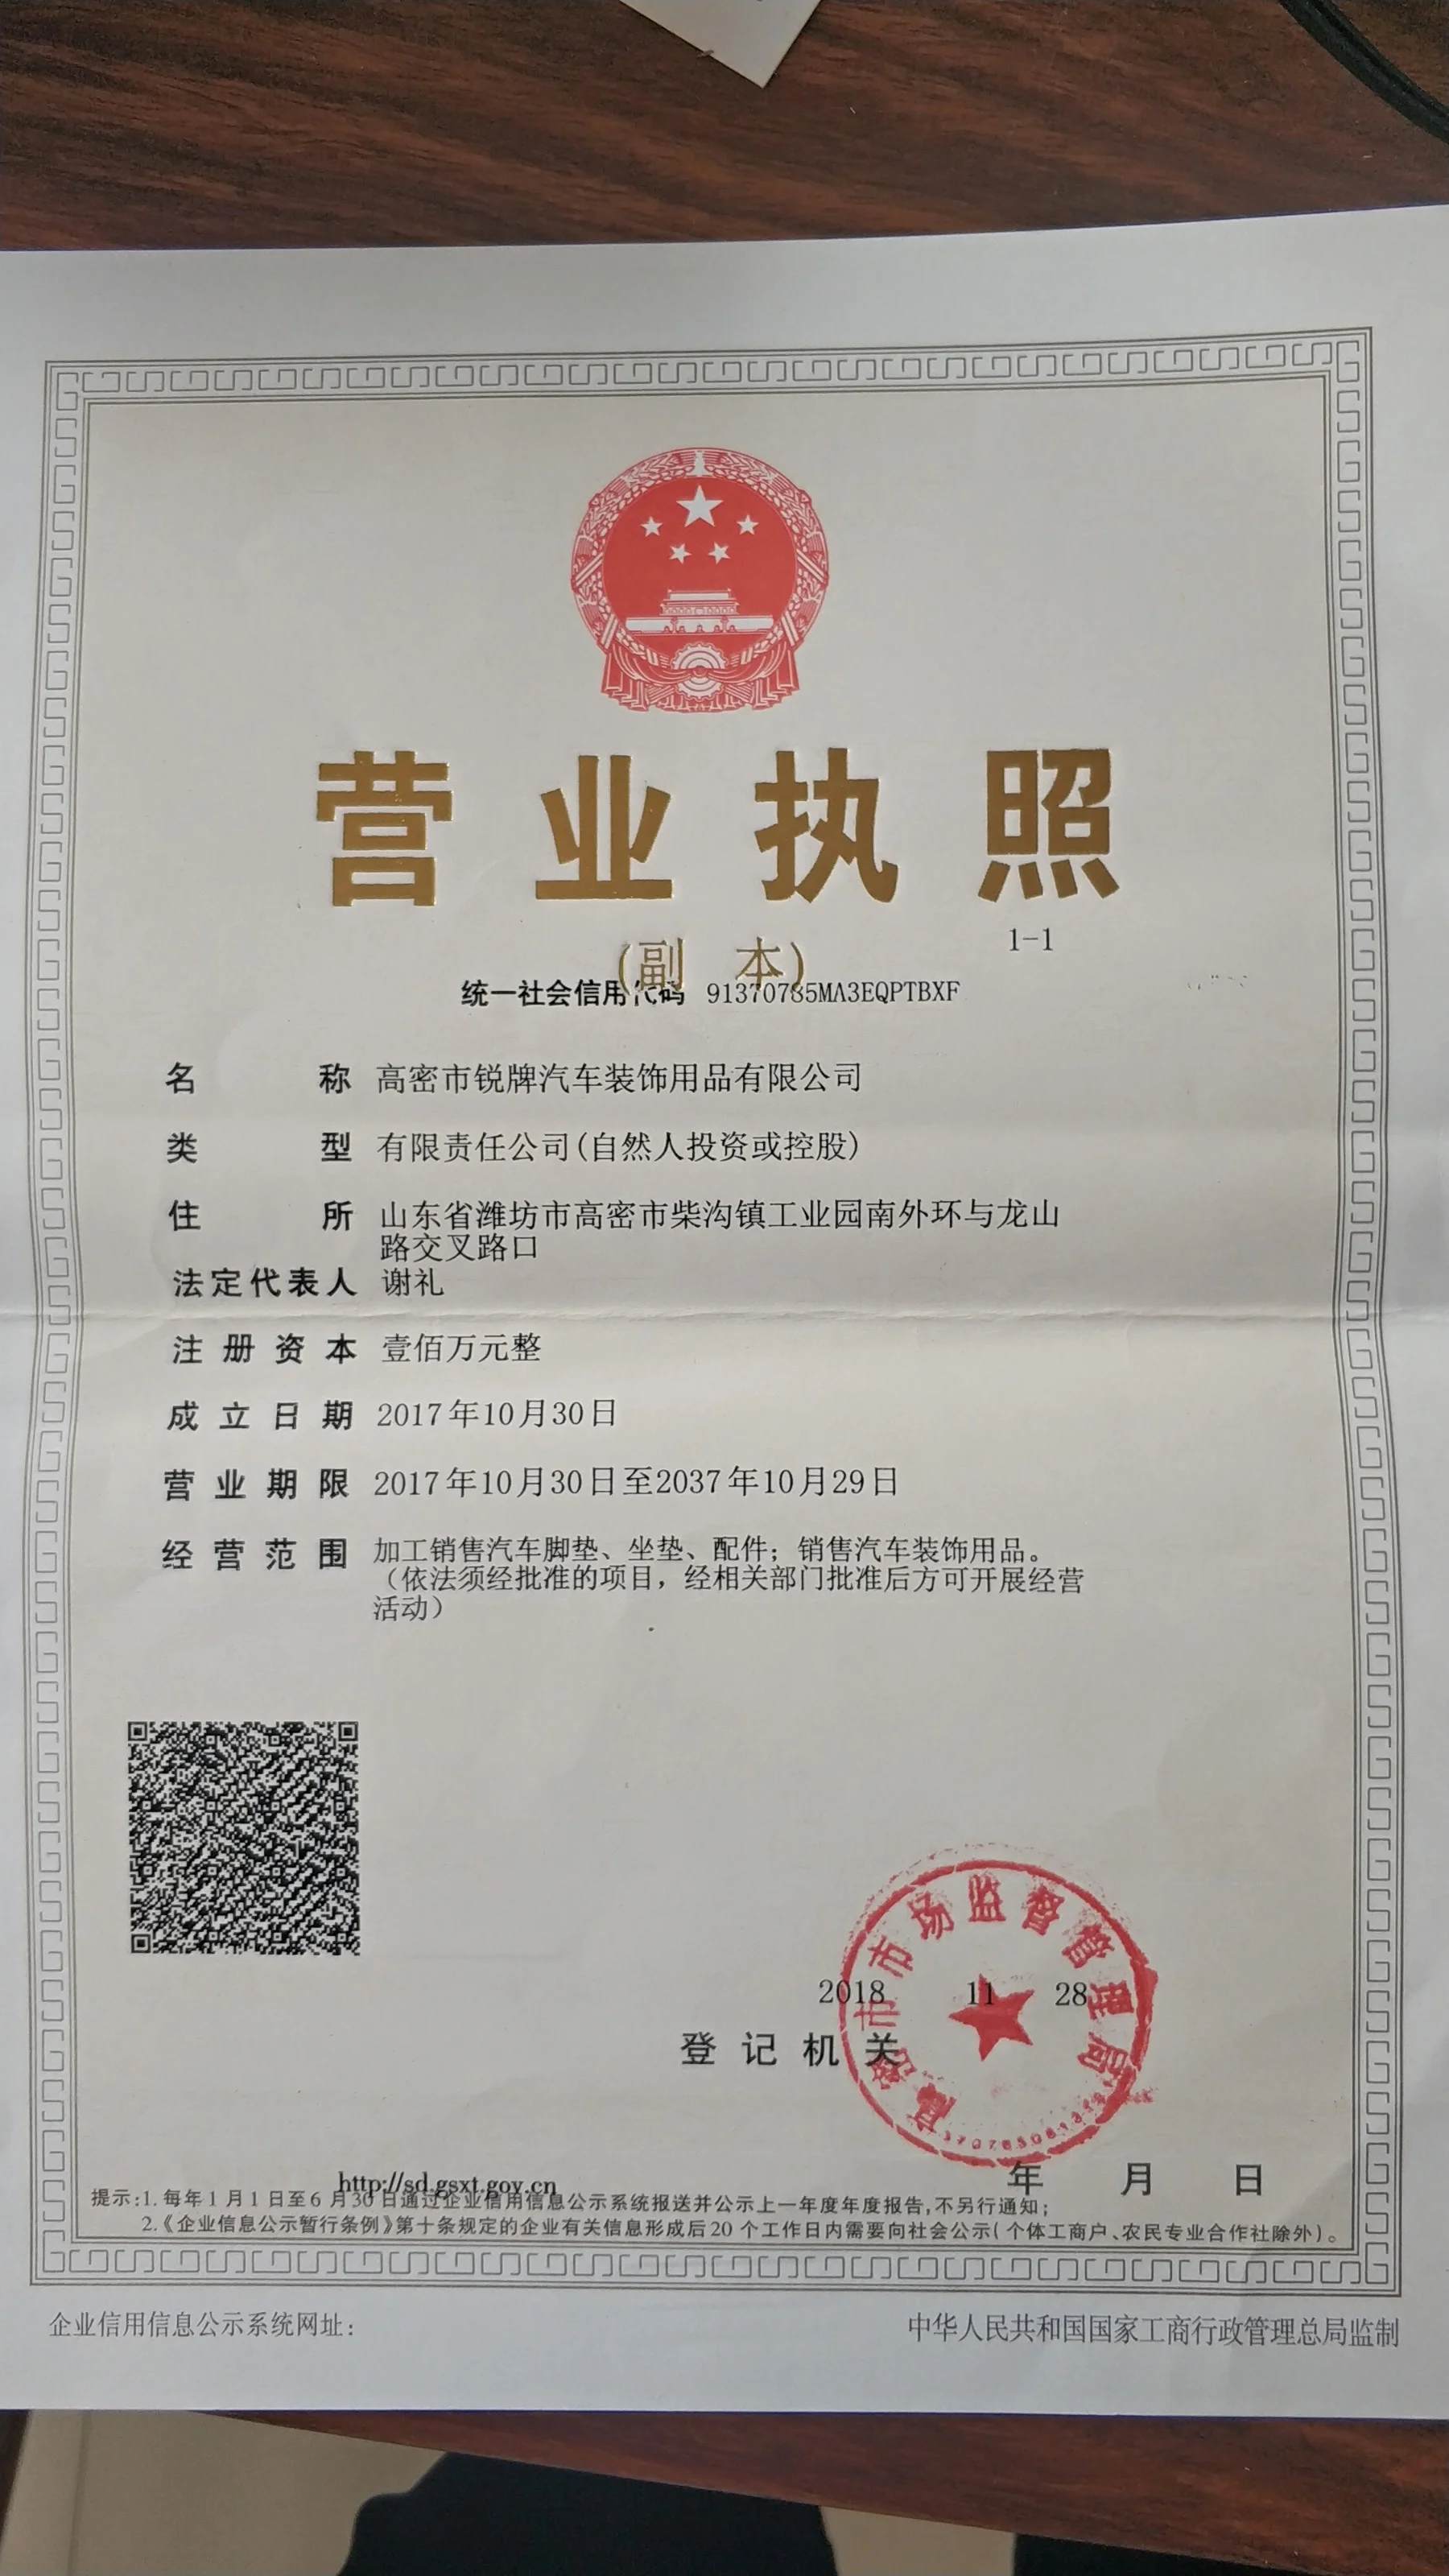 营业执照
(副 本)
1-1
统一社会信用代码 91370785MA3EQPTBXF
名 称 高密市锐牌汽车装饰用品有限公司
类 型 有限责任公司(自然人投资或控股)
住 所 山东省潍坊市高密市柴沟镇工业园南外环与龙山
路交叉路口
法定代表人 谢礼
注册资本 壹佰万元整
成立日期 2017年10月30日
营业期限 2017年10月30日至2037年10月29日
经营范围 加工销售汽车脚垫、坐垫、配件；销售汽车装饰用品。
（依法须经批准的项目，经相关部门批准后方可开展经营
活动）
高密市市场监督管理局
2018 11 28
登记机关
年 月 日
http://sd.gsxt.gov.cn
提示:1.每年1月1日至6月30日通过企业信用信息公示系统报送并公示上一年度年度报告,不另行通知；
2.《企业信息公示暂行条例》第十条规定的企业有关信息形成后20个工作日内需要向社会公示(个体工商户、农民专业合作社除外)。
企业信用信息公示系统网址：
中华人民共和国国家工商行政管理总局监制